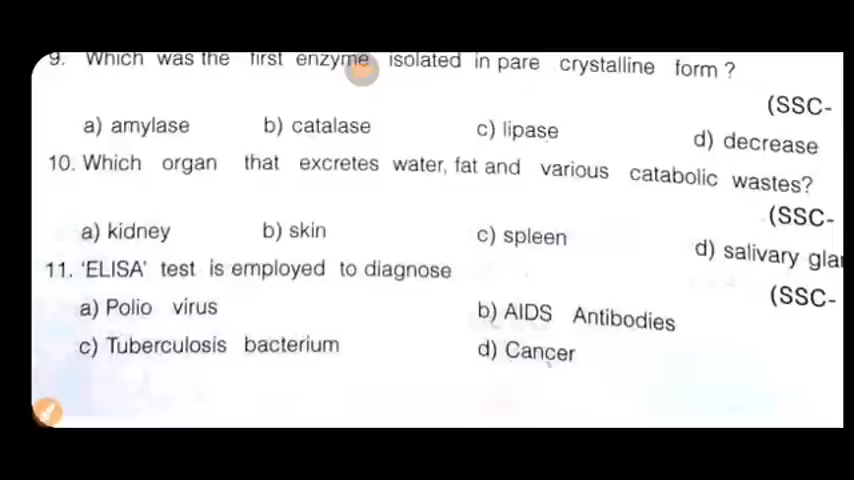 9. Which was the first enzyme isolated in pare crystalline form ?
(SSC-
a) amylase b) catalase c) lipase d) decrease
10. Which organ that excretes water, fat and various catabolic wastes?
(SSC-
a) kidney b) skin c) spleen d) salivary glar
11. 'ELISA' test is employed to diagnose
(SSC-
a) Polio virus b) AIDS Antibodies
c) Tuberculosis bacterium d) Cancer